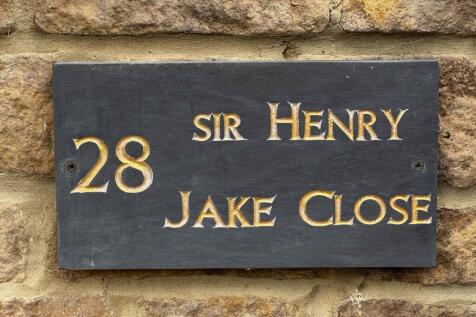 28 SIR HENRY
JAKE CLOSE